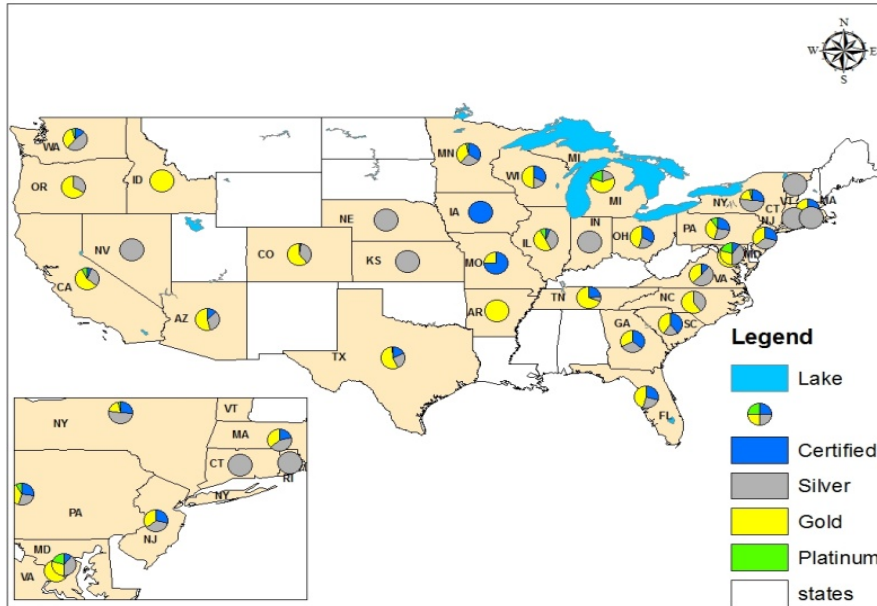 N
W E
S
WA
OR
ID
NV
CA
AZ
CO
NE
KS
TX
MN
IA
MO
AR
WI
IL
MI
MI
IN
OH
TN
GA
FL
SC
NC
VA
MD
PA
NJ
NY
CT
VT
MA
Legend
Lake
Certified
Silver
Gold
Platinum
states
NY
VT
MA
CT
RI
NY
PA
NJ
MD
VA